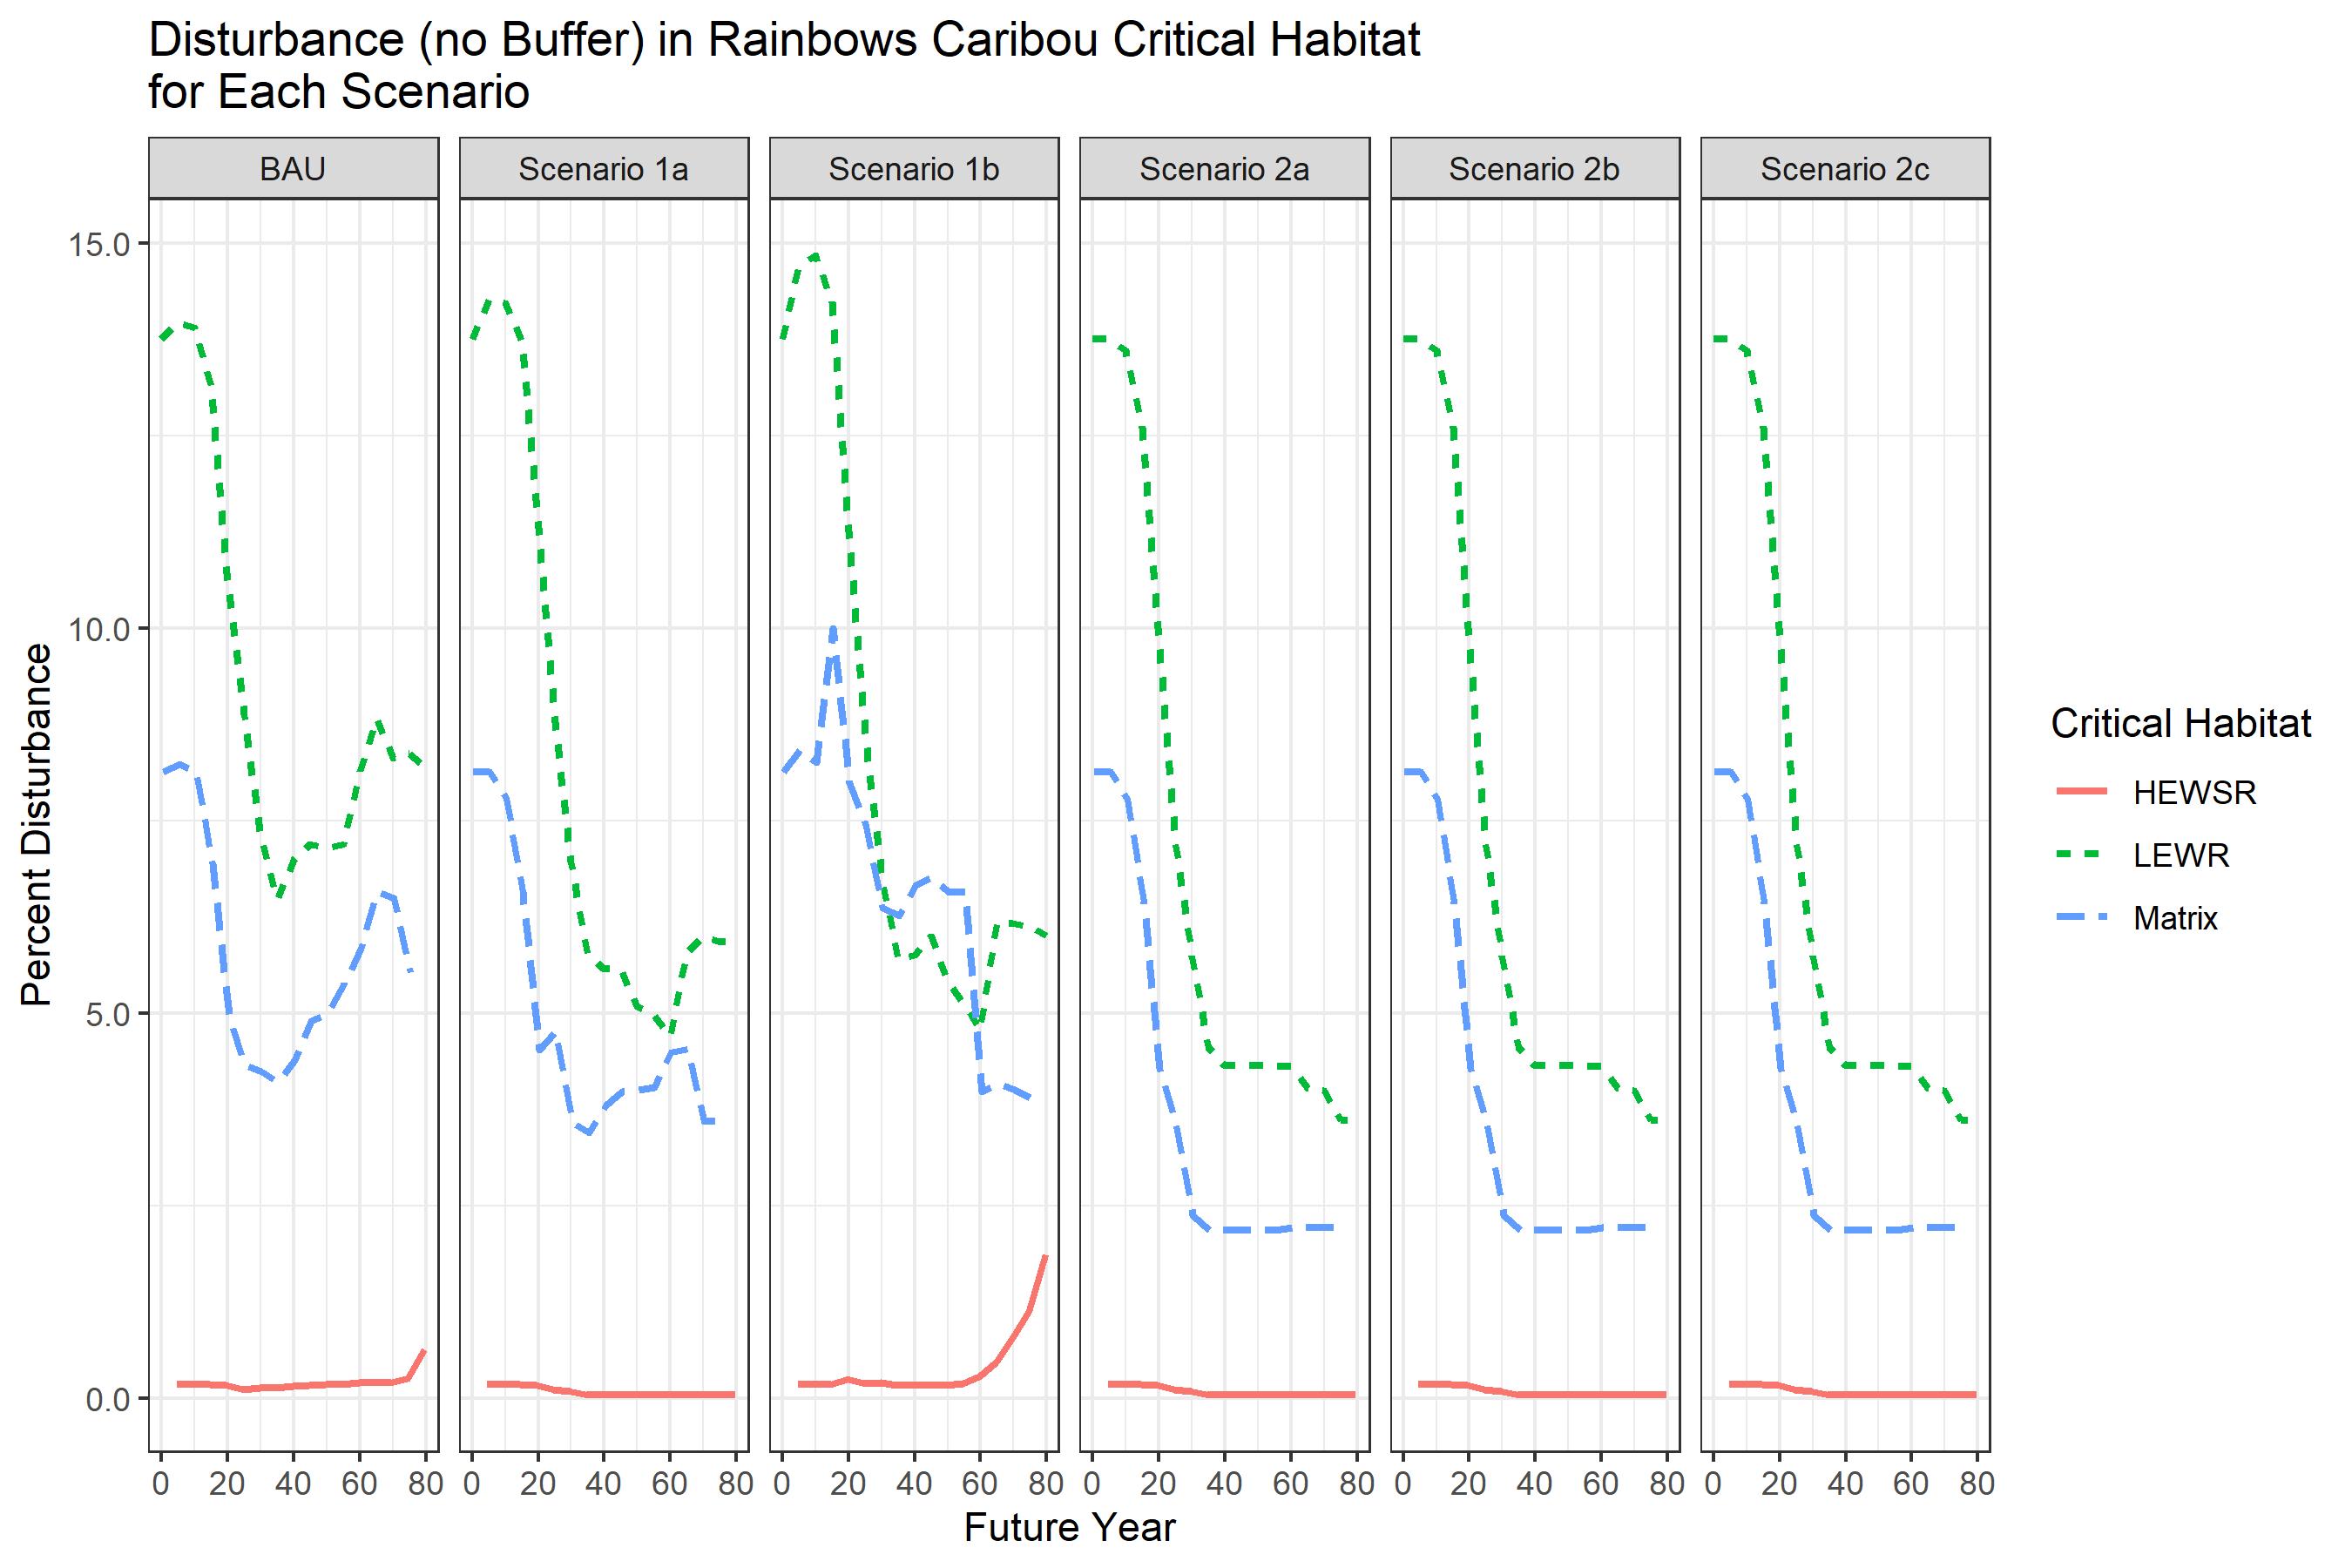 Disturbance (no Buffer) in Rainbows Caribou Critical Habitat
for Each Scenario
BAU Scenario 1a Scenario 1b Scenario 2a Scenario 2b Scenario 2c
15.0
10.0
5.0
0.0
Percent Disturbance
0 20 40 60 80 0 20 40 60 80 0 20 40 60 80 0 20 40 60 80 0 20 40 60 80 0 20 40 60 80
Future Year
Critical Habitat
HEWSR
LEWR
Matrix